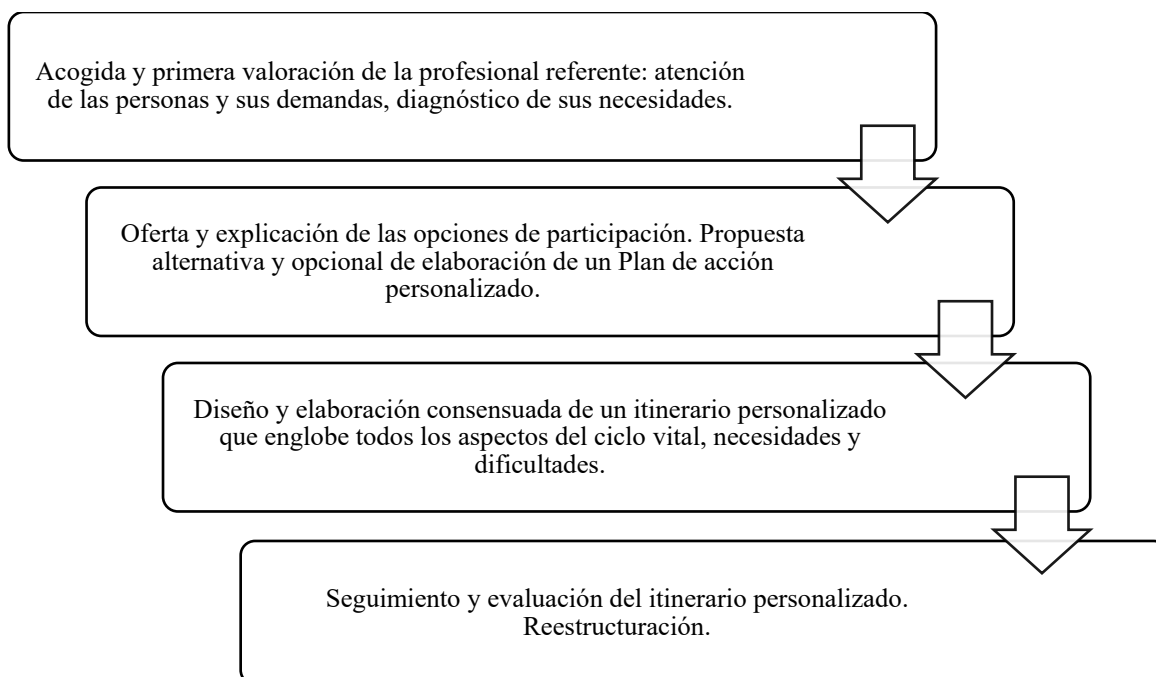 Acogida y primera valoración de la profesional referente: atención
de las personas y sus demandas, diagnóstico de sus necesidades.
Oferta y explicación de las opciones de participación. Propuesta
alternativa y opcional de elaboración de un Plan de acción
personalizado.
Diseño y elaboración consensuada de un itinerario personalizado
que englobe todos los aspectos del ciclo vital, necesidades y
dificultades.
Seguimiento y evaluación del itinerario personalizado.
Reestructuración.